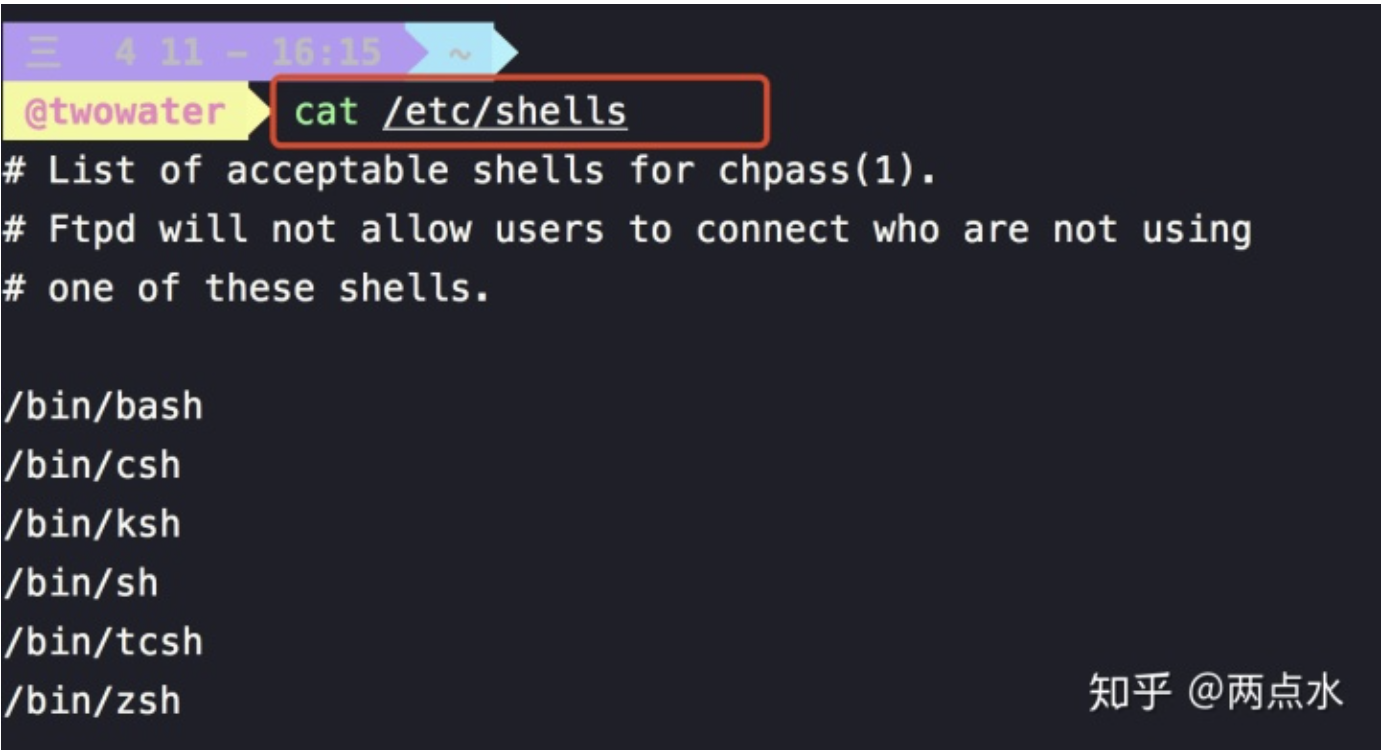 三 4 11 - 16:15 ~
@twowater cat /etc/shells
# List of acceptable shells for chpass(1).
# Ftpd will not allow users to connect who are not using
# one of these shells.
/bin/bash
/bin/csh
/bin/ksh
/bin/sh
/bin/tcsh
/bin/zsh
知乎 @两点水